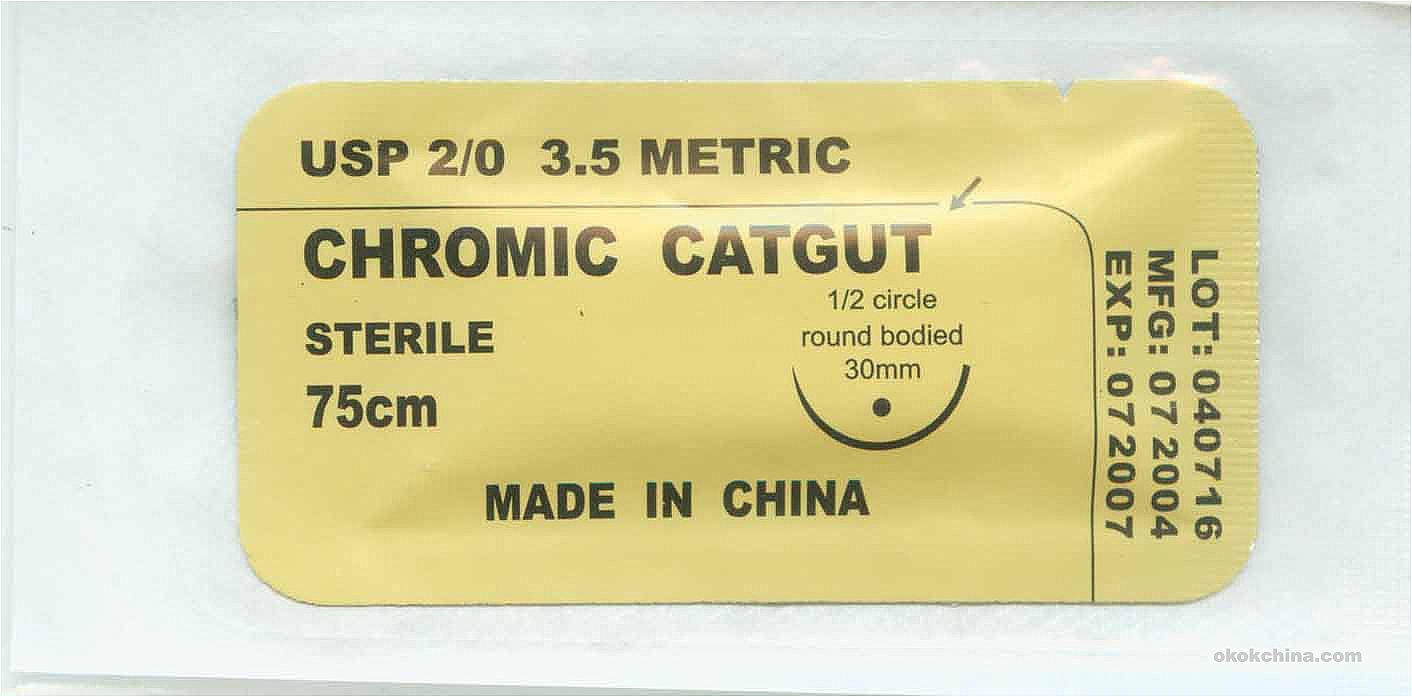 USP 2/0 3.5 METRIC
CHROMIC CATGUT
1/2 circle
round bodied
30mm
STERILE
75cm
MADE IN CHINA
LOT: 040716
MFG: 07 2004
EXP: 07 2007
okokchina.com